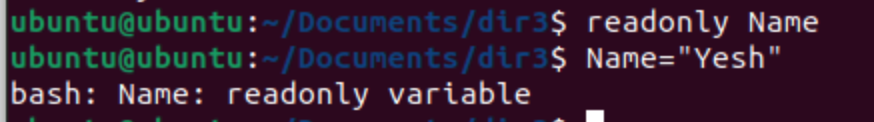 ubuntu@ubuntu:~/Documents/dir3$ readonly Name
ubuntu@ubuntu:~/Documents/dir3$ Name="Yesh"
bash: Name: readonly variable